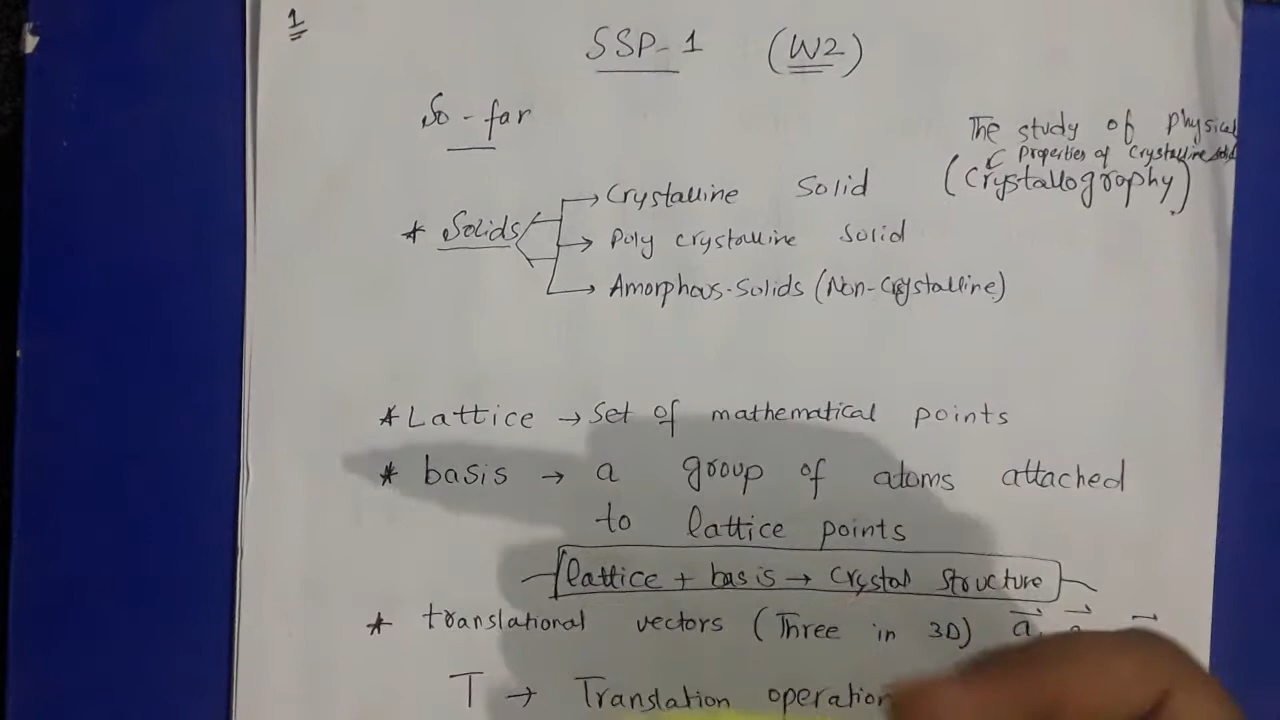 1
SSP-1 (W2)
So-far
The study of Physical
Properties of Crystalline solid
(Crystallography)
* Solids → Crystalline Solid
→ Poly crystalline Solid
→ Amorphous-Solids (Non-Crystalline)
* Lattice → Set of mathematical points
* basis → a group of atoms attached
to lattice points
lattice + basis → Crystal Structure
* translational vectors (Three in 3D) a
T → Translation operation